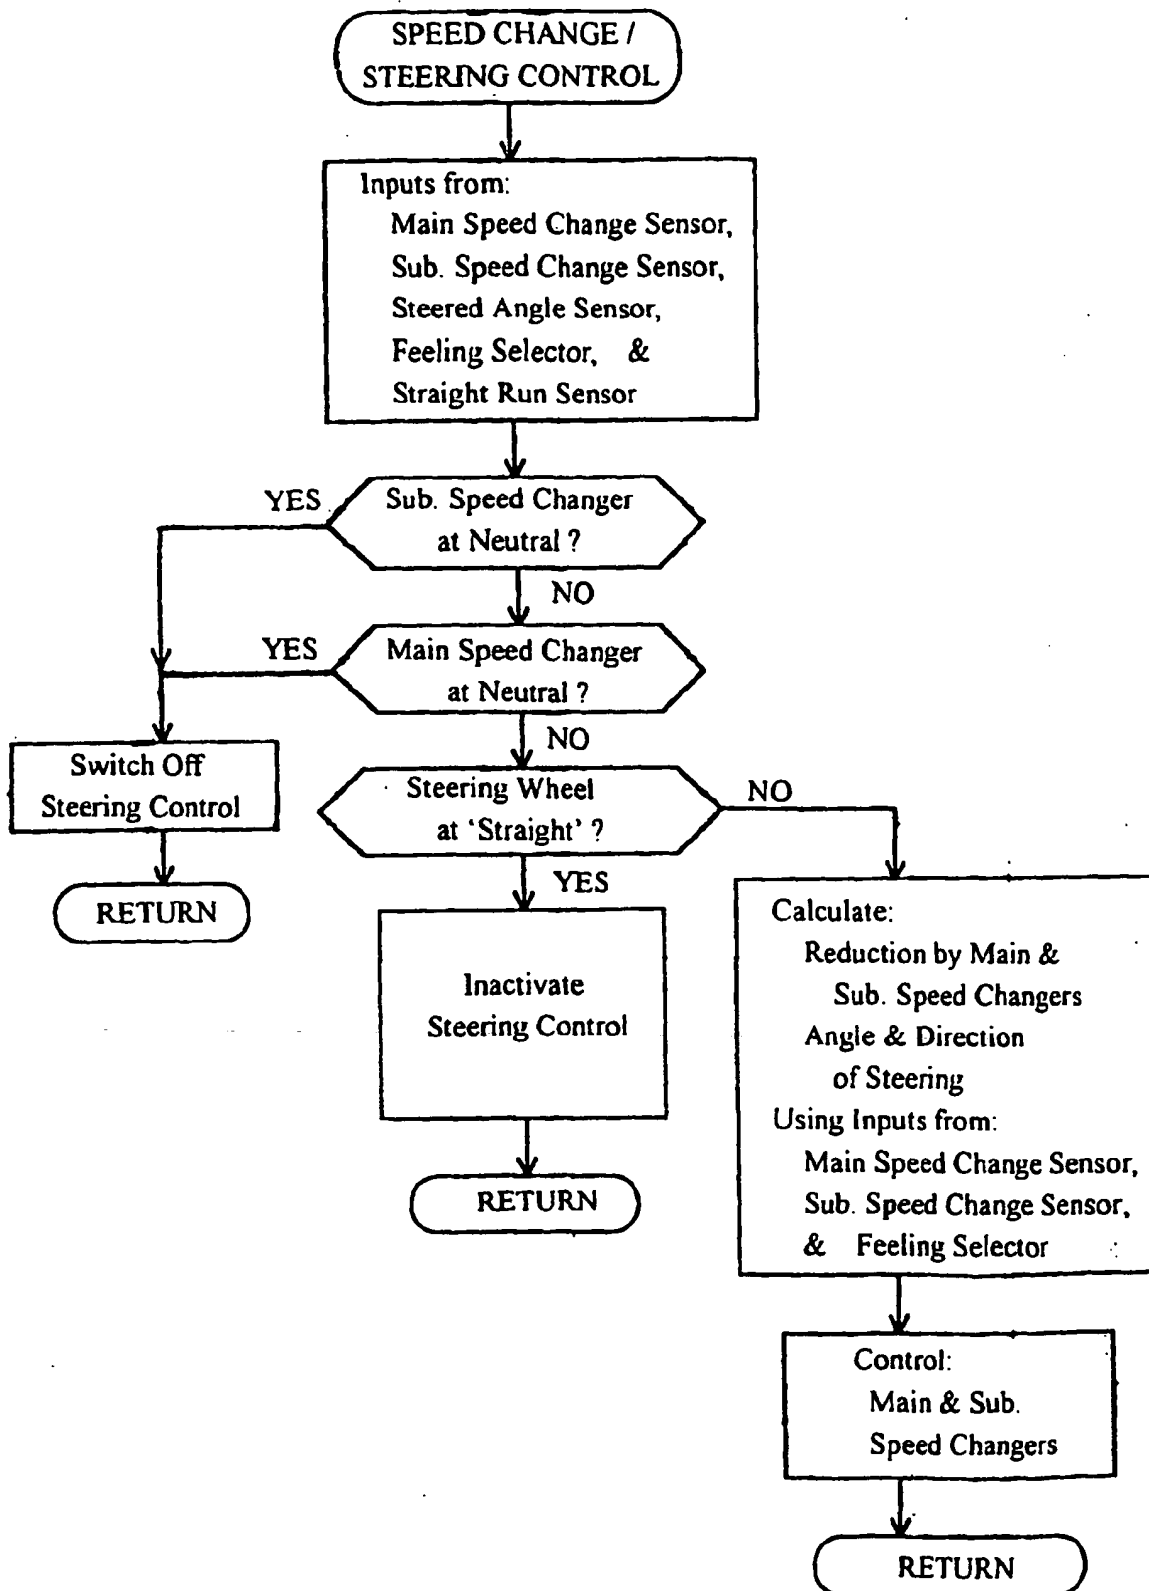 SPEED CHANGE /
STEERING CONTROL
Inputs from:
Main Speed Change Sensor,
Sub. Speed Change Sensor,
Steered Angle Sensor,
Feeling Selector, &
Straight Run Sensor
YES
Sub. Speed Changer
at Neutral ?
NO
YES
Main Speed Changer
at Neutral ?
NO
Switch Off
Steering Control
RETURN
Steering Wheel
at ‘Straight’ ?
NO
YES
Inactivate
Steering Control
RETURN
Calculate:
Reduction by Main &
Sub. Speed Changers
Angle & Direction
of Steering
Using Inputs from:
Main Speed Change Sensor,
Sub. Speed Change Sensor,
& Feeling Selector
Control:
Main & Sub.
Speed Changers
RETURN